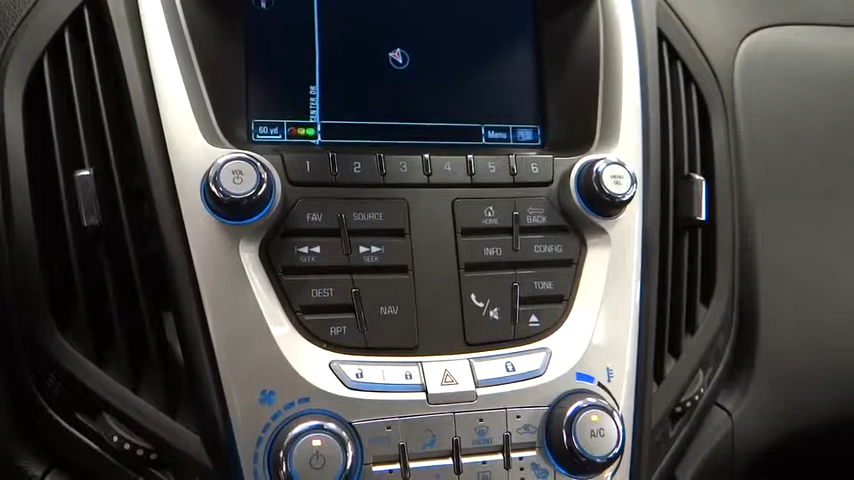 CENTER DR
60 yd
Menu
1 2 3 4 5 6
VOL
MENU
SEL
FAV
SOURCE
HOME
BACK
SEEK
SEEK
INFO
CONFIG
DEST
NAV
TONE
RPT
A/C